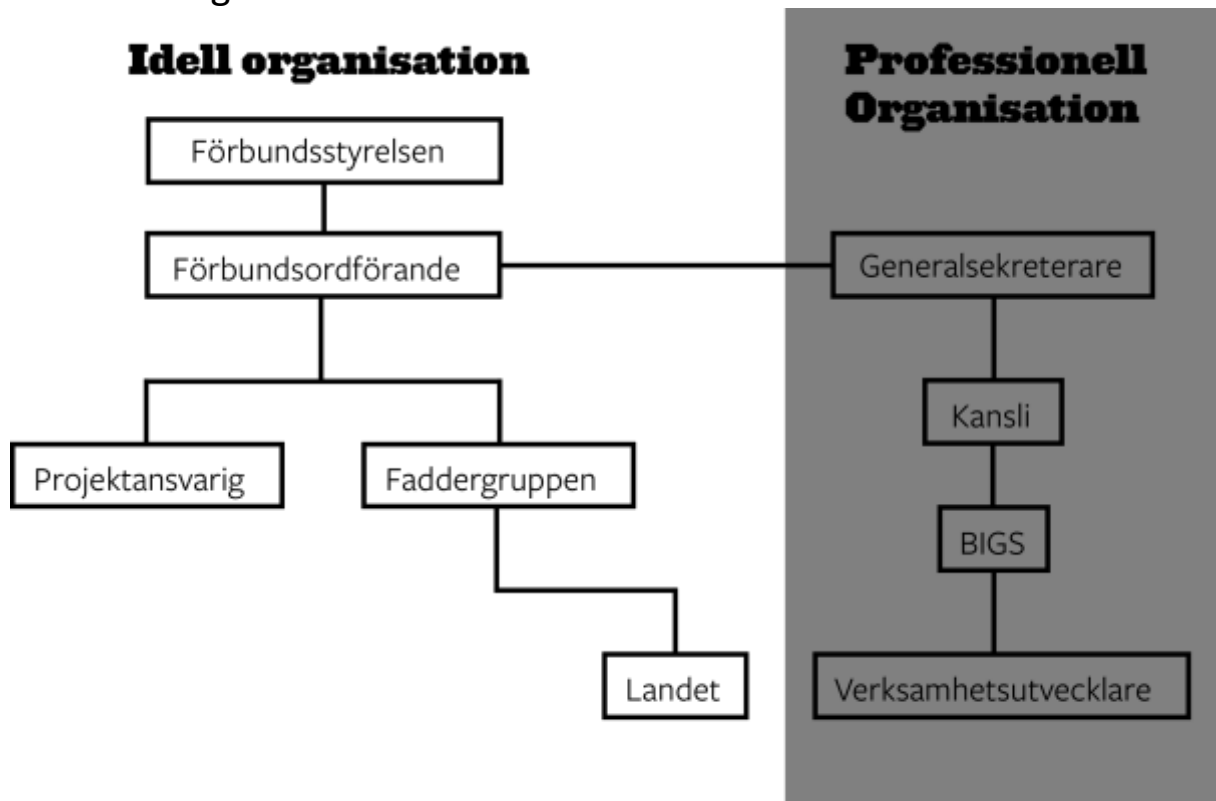 Idell organisation
Professionell
Organisation
Förbundsstyrelsen
Förbundsordförande
Generalsekreterare
Kansli
Projektansvarig
Faddergruppen
BIGS
Landet
Verksamhetsutvecklare